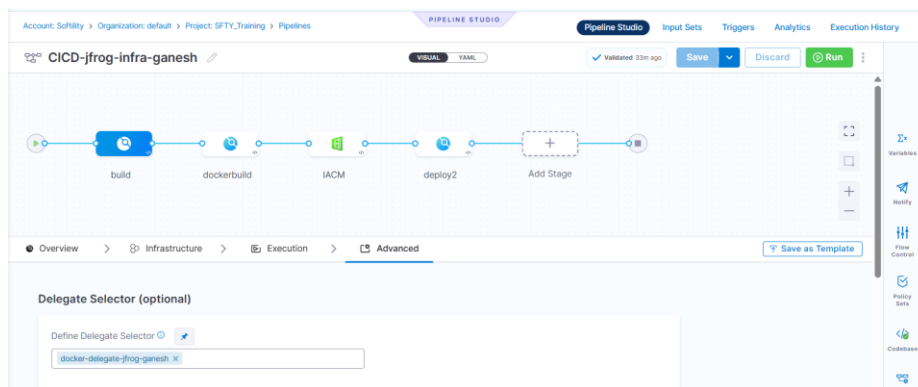 Account: Softility > Organization: default > Project: SFTY_Training > Pipelines
PIPELINE STUDIO
Pipeline Studio Input Sets Triggers Analytics Execution History
CICD-jfrog-infra-ganesh
VISUAL YAML
Validated 33m ago
Save Discard Run
build dockerbuild IACM deploy2 Add Stage
Variables
Notify
Flow
Control
Policy
Sets
Codebase
Overview > Infrastructure > Execution > Advanced
Save as Template
Delegate Selector (optional)
Define Delegate Selector
docker-delegate-jfrog-ganesh ×